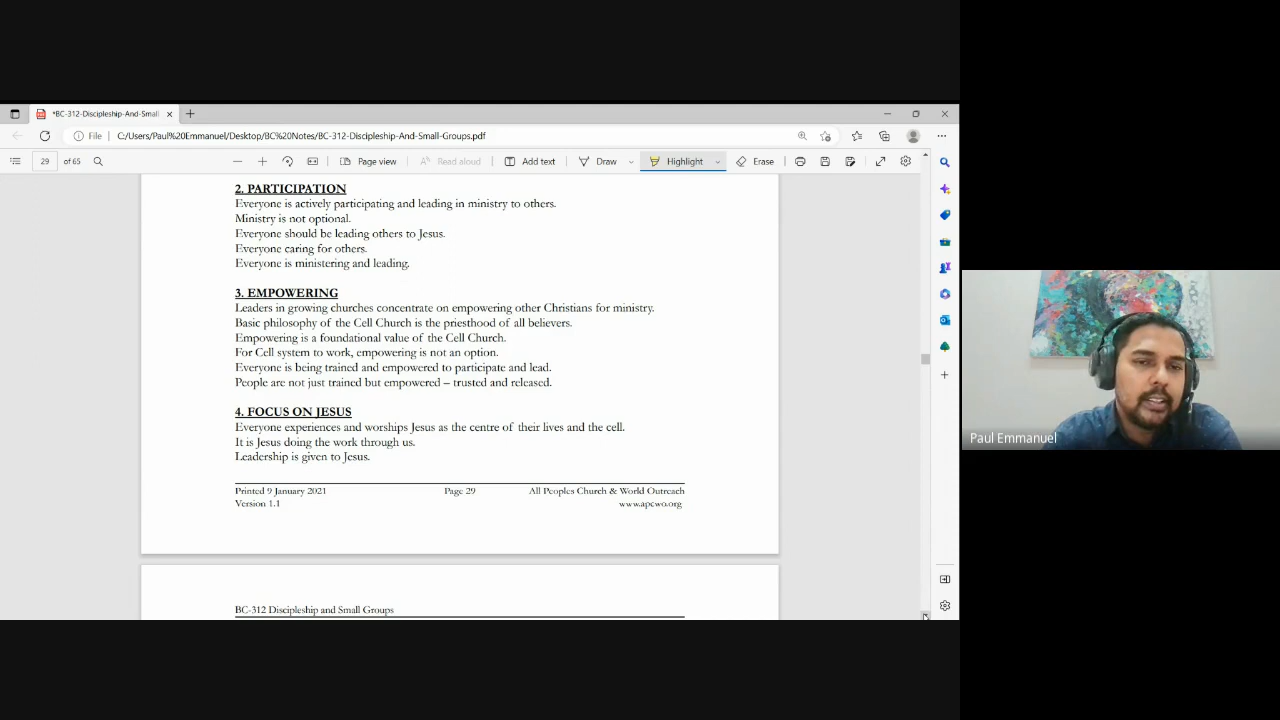 *BC-312-Discipleship-And-Small
File
C:/Users/Paul%20Emmanuel/Desktop/BC%20Notes/BC-312-Discipleship-And-Small-Groups.pdf
29 of 65
Page view
Read aloud
Add text
Draw
Highlight
Erase
2. PARTICIPATION
Everyone is actively participating and leading in ministry to others.
Ministry is not optional.
Everyone should be leading others to Jesus.
Everyone caring for others.
Everyone is ministering and leading.
3. EMPOWERING
Leaders in growing churches concentrate on empowering other Christians for ministry.
Basic philosophy of the Cell Church is the priesthood of all believers.
Empowering is a foundational value of the Cell Church.
For Cell system to work, empowering is not an option.
Everyone is being trained and empowered to participate and lead.
People are not just trained but empowered – trusted and released.
4. FOCUS ON JESUS
Everyone experiences and worships Jesus as the centre of their lives and the cell.
It is Jesus doing the work through us.
Leadership is given to Jesus.
Printed 9 January 2021 Page 29 All Peoples Church & World Outreach
Version 1.1 www.apcwo.org
BC-312 Discipleship and Small Groups
Paul Emmanuel